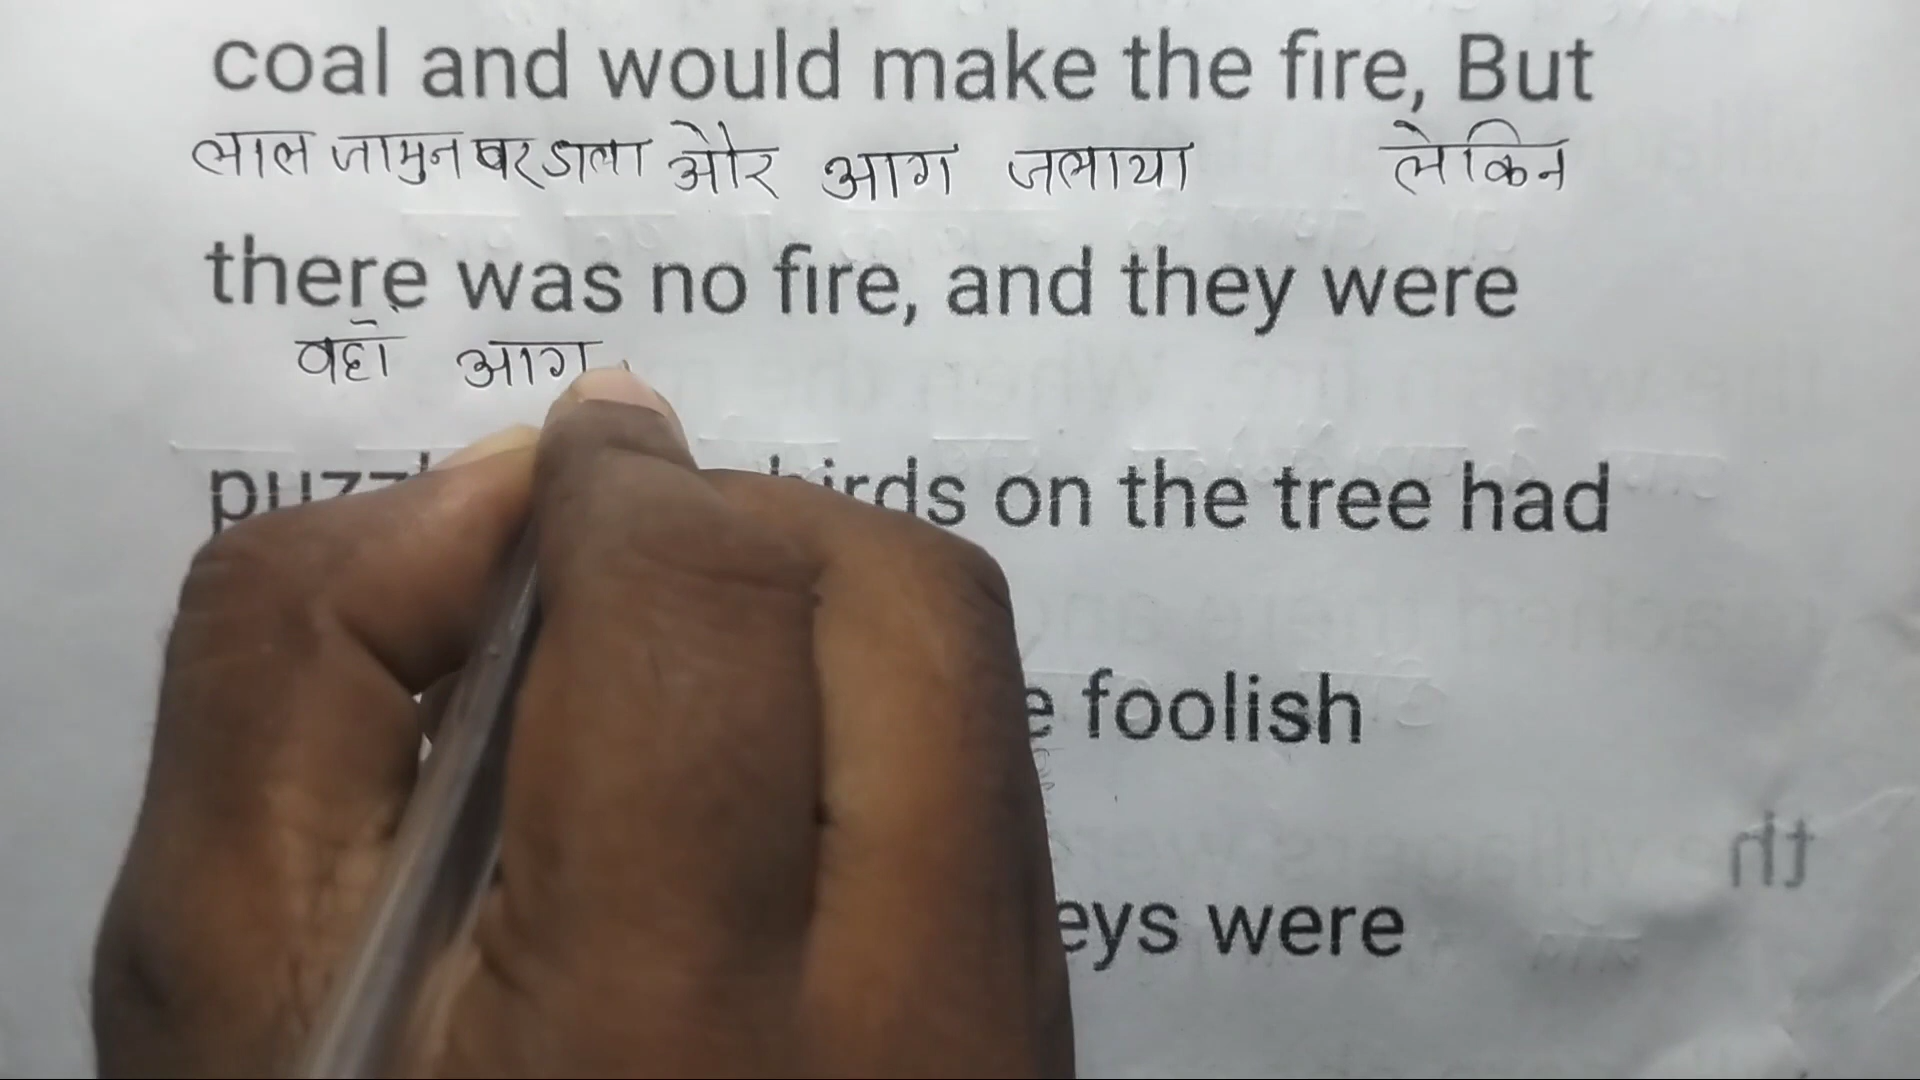 coal and would make the fire, But
लाल जामुन पर डाला और आग जलाया लेकिन
there was no fire, and they were
वहाँ आग
birds on the tree had
foolish
were